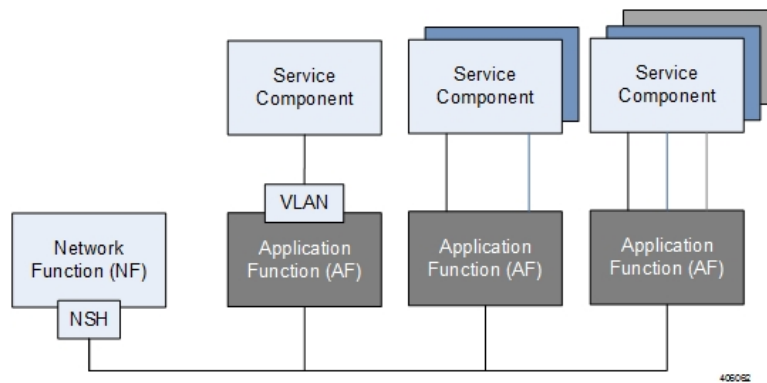 Service
Component
Service
Component
Service
Component
VLAN
Network
Function (NF)
Application
Function (AF)
Application
Function (AF)
Application
Function (AF)
NSH
406062